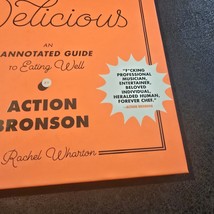 Delicious
AN
ANNOTATED GUIDE
TO Eating Well
BY
ACTION
BRONSON
Rachel Wharton
"F*CKING
PROFESSIONAL
MUSICIAN,
ENTERTAINER,
BELOVED
INDIVIDUAL,
HERALDED HUMAN,
FOREVER CHEF."